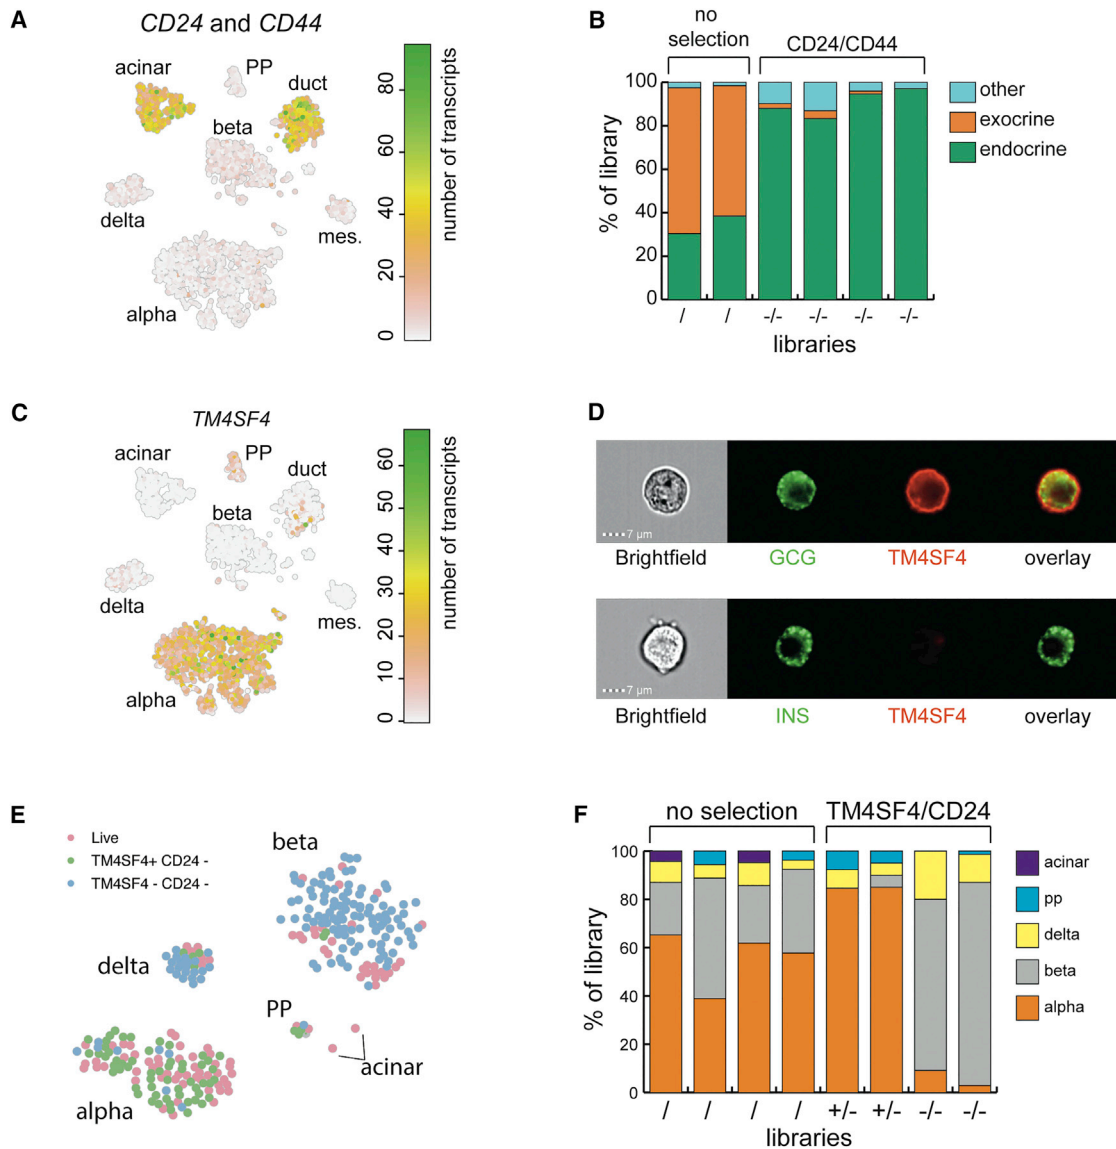 A
CD24 and CD44
acinar
PP
duct
beta
delta
mes.
alpha
0
20
40
60
80
number of transcripts
B
no
selection
CD24/CD44
100
80
60
40
20
0
% of library
/ / -/- -/- -/- -/-
libraries
other
exocrine
endocrine
C
TM4SF4
acinar
PP
duct
beta
delta
mes.
alpha
0
10
20
30
40
50
60
number of transcripts
D
7 µm
Brightfield GCG TM4SF4 overlay
7 µm
Brightfield INS TM4SF4 overlay
E
Live
TM4SF4+ CD24 -
TM4SF4 - CD24 -
beta
delta
PP
acinar
alpha
F
no selection TM4SF4/CD24
100
80
60
40
20
0
% of library
/ / / / +/- +/- -/- -/-
libraries
acinar
pp
delta
beta
alpha